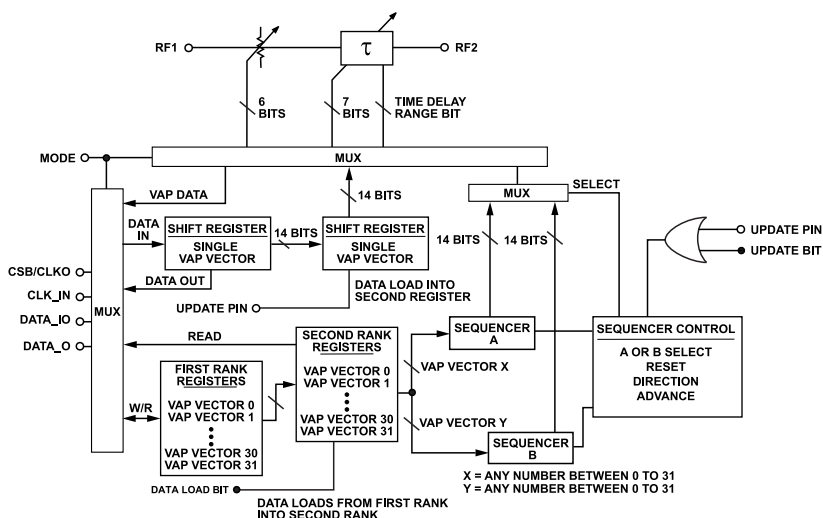 RF1
τ
RF2
6
BITS
7
BITS
TIME DELAY
RANGE BIT
MODE
MUX
VAP DATA
14 BITS
MUX
SELECT
DATA
IN
SHIFT REGISTER
SINGLE
VAP VECTOR
14 BITS
SHIFT REGISTER
SINGLE
VAP VECTOR
14 BITS
14 BITS
UPDATE PIN
UPDATE BIT
CSB/CLKO
CLK_IN
DATA_IO
DATA_O
MUX
DATA OUT
UPDATE PIN
DATA LOAD INTO
SECOND REGISTER
READ
SECOND RANK
REGISTERS
VAP VECTOR 0
VAP VECTOR 1
VAP VECTOR 30
VAP VECTOR 31
SEQUENCER
A
SEQUENCER CONTROL
A OR B SELECT
RESET
DIRECTION
ADVANCE
VAP VECTOR X
FIRST RANK
REGISTERS
VAP VECTOR 0
VAP VECTOR 1
VAP VECTOR 30
VAP VECTOR 31
W/R
VAP VECTOR Y
SEQUENCER
B
X = ANY NUMBER BETWEEN 0 TO 31
Y = ANY NUMBER BETWEEN 0 TO 31
DATA LOAD BIT
DATA LOADS FROM FIRST RANK
INTO SECOND RANK